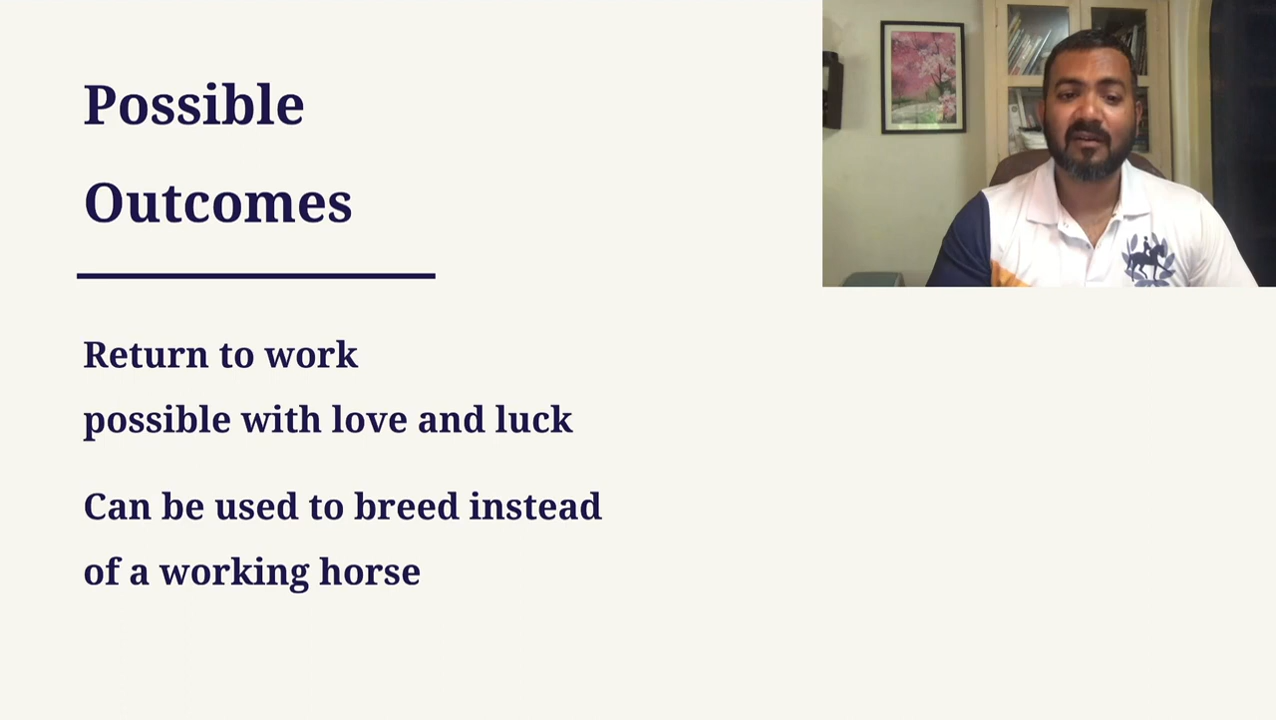 Possible
Outcomes
Return to work
possible with love and luck
Can be used to breed instead
of a working horse